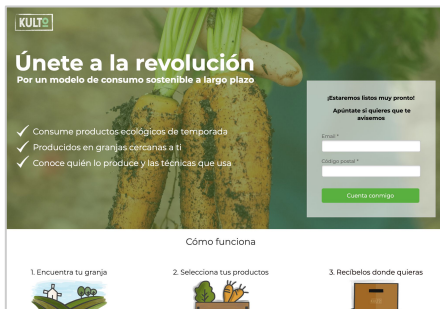 KULTO
Únete a la revolución
Por un modelo de consumo sostenible a largo plazo
Consume productos ecológicos de temporada
Producidos en granjas cercanas a ti
Conoce quién lo produce y las técnicas que usa
¡Estaremos listos muy pronto!
Apúntate si quieres que te
avisemos
Email *
Código postal *
Cuenta conmigo
Cómo funciona
1. Encuentra tu granja
2. Selecciona tus productos
3. Recíbelos donde quieras